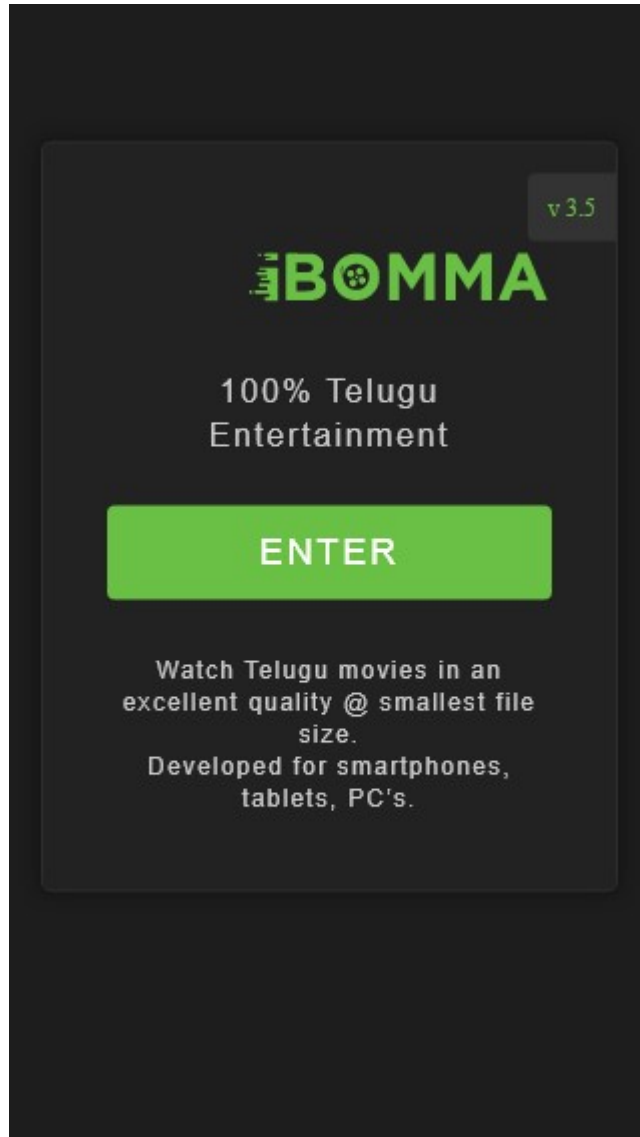 v 3.5
iBOMMA
100% Telugu
Entertainment
ENTER
Watch Telugu movies in an
excellent quality @ smallest file
size.
Developed for smartphones,
tablets, PC's.